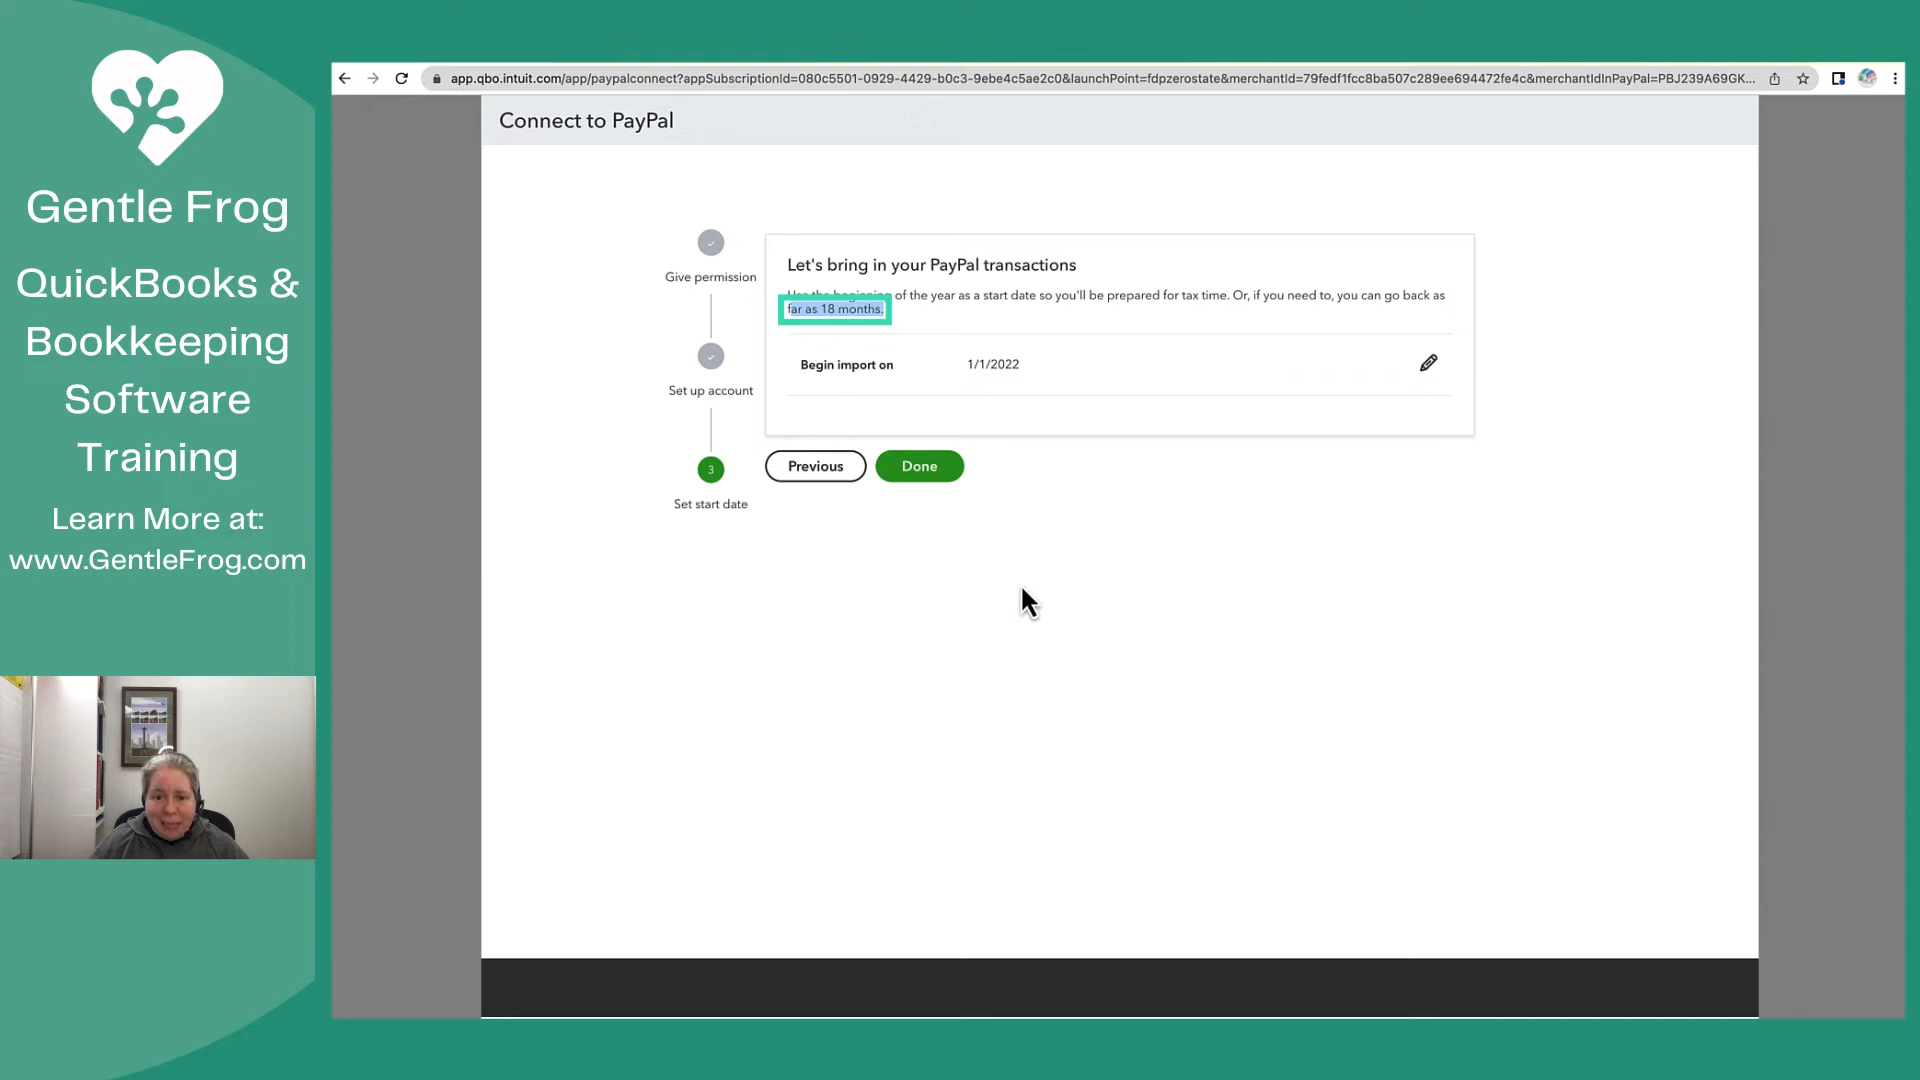 Gentle Frog
QuickBooks &
Bookkeeping
Software
Training
Learn More at:
www.GentleFrog.com
app.qbo.intuit.com/app/paypalconnect?appSubscriptionId=080c5501-0929-4429-b0c3-9ebe4c5ae2c0&launchPoint=fdpzerostate&merchantId=79fedf1fcc8ba507c289ee694472fe4c&merchantIdInPayPal=PBJ239A69GK...
Connect to PayPal
Give permission
Set up account
3
Set start date
Let's bring in your PayPal transactions
Use the beginning of the year as a start date so you'll be prepared for tax time. Or, if you need to, you can go back as
far as 18 months.
Begin import on 1/1/2022
Previous Done